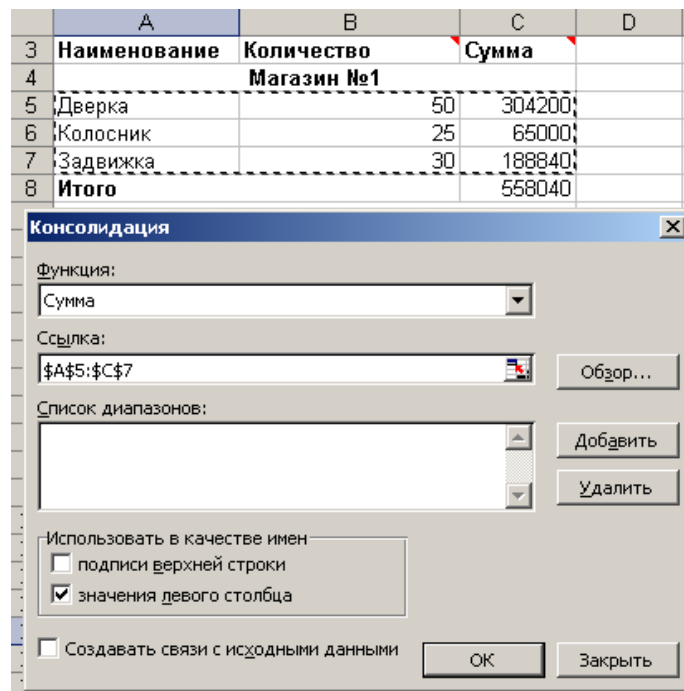 A B C D
3 Наименование Количество Сумма
4 Магазин №1
5 Дверка 50 304200
6 Колосник 25 65000
7 Задвижка 30 188840
8 Итого 558040
Консолидация
Функция:
Сумма
Ссылка:
$A$5:$C$7
Обзор...
Список диапазонов:
Добавить
Удалить
Использовать в качестве имен
подписи верхней строки
значения левого столбца
Создавать связи с исходными данными
ОК
Закрыть